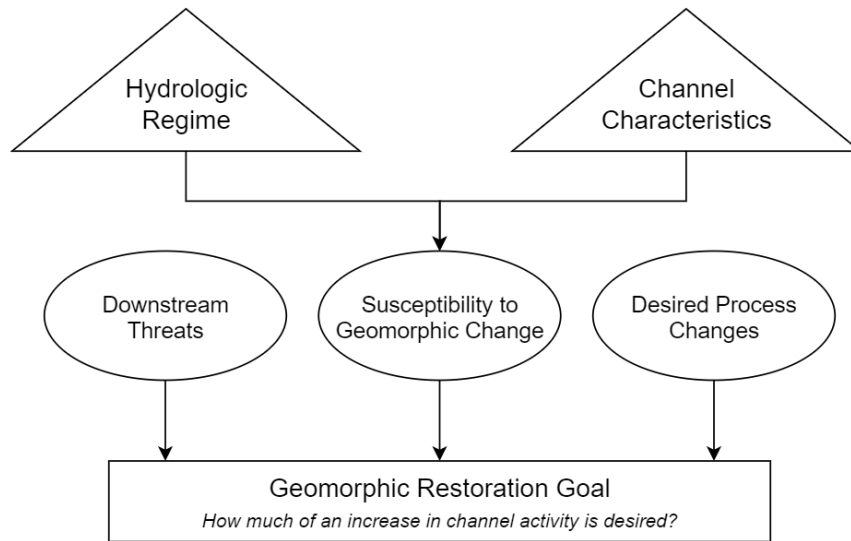 Hydrologic
Regime
Channel
Characteristics
Downstream
Threats
Susceptibility to
Geomorphic Change
Desired Process
Changes
Geomorphic Restoration Goal
How much of an increase in channel activity is desired?